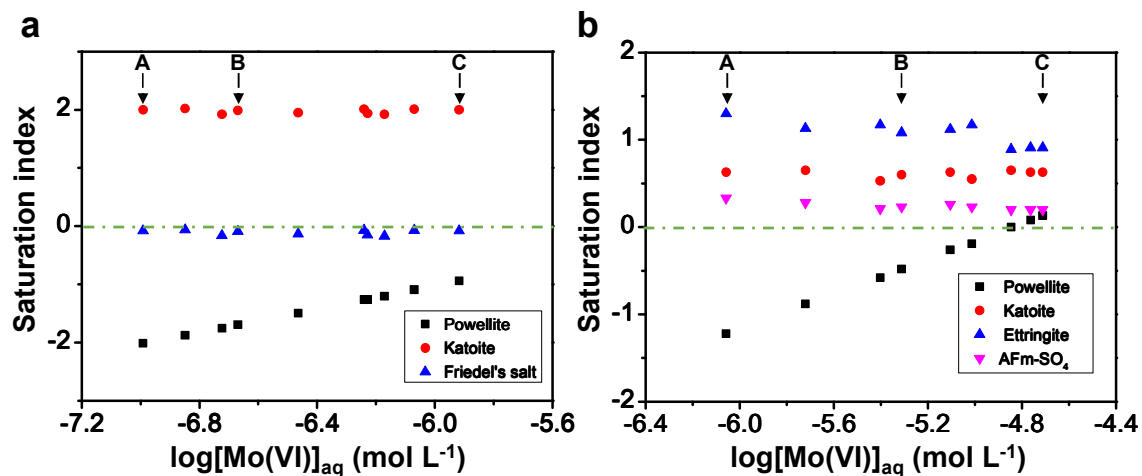 a
A B C
2
0
-2
Saturation index
Powellite
Katoite
Friedel's salt
-7.2 -6.8 -6.4 -6.0 -5.6
log[Mo(VI)]aq (mol L-1)
b
A B C
2
1
0
-1
-2
Saturation index
Powellite
Katoite
Ettringite
AFm-SO4
-6.4 -6.0 -5.6 -5.2 -4.8 -4.4
log[Mo(VI)]aq (mol L-1)